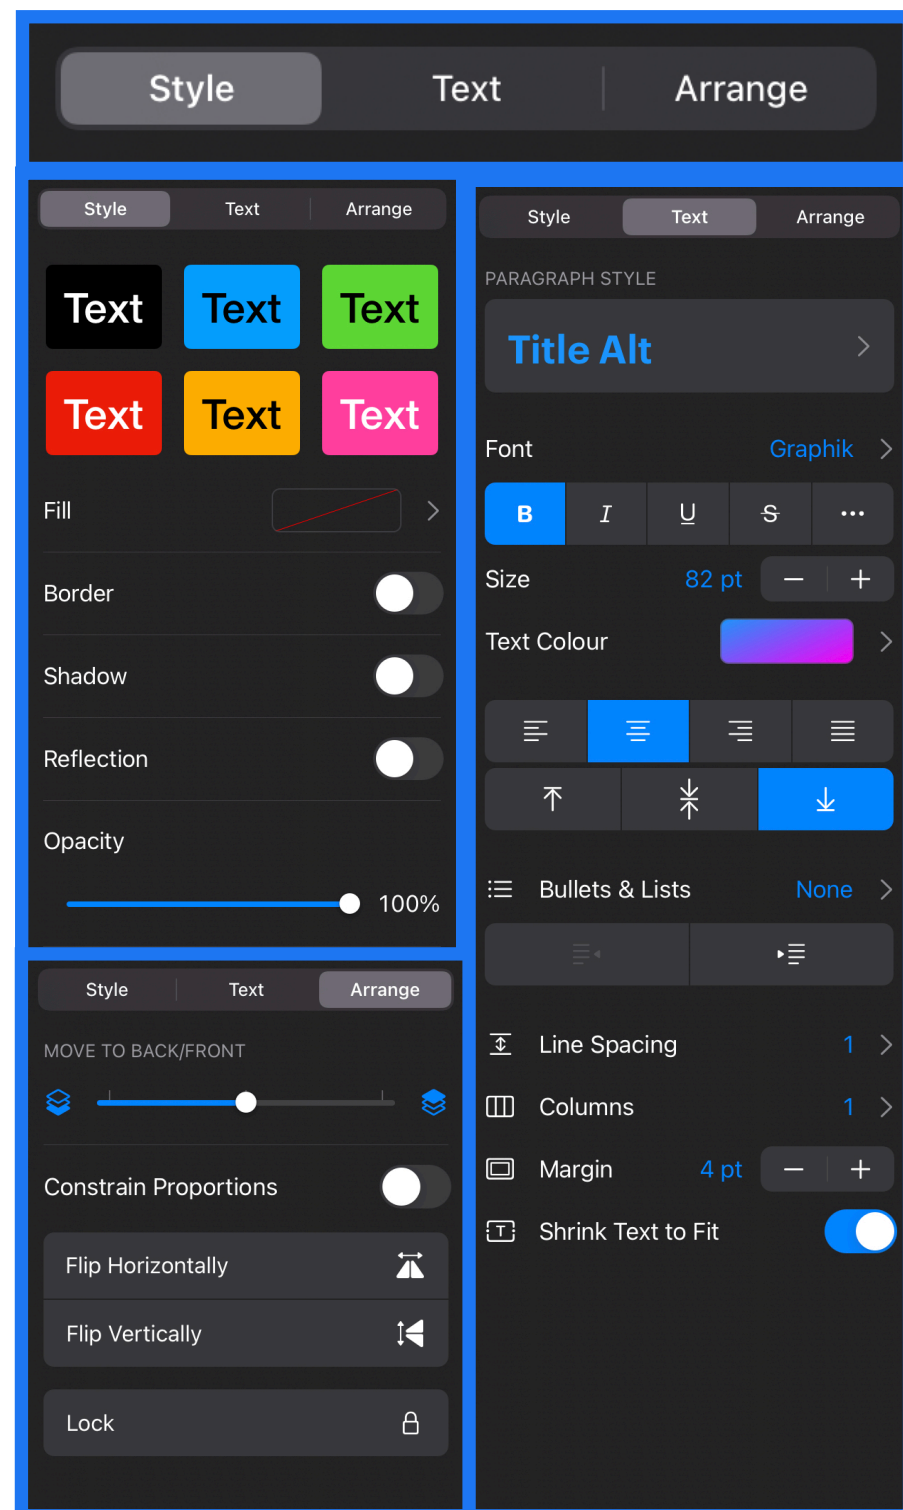 Style Text Arrange
Style Text Arrange
Text Text Text
Text Text Text
Fill
Border
Shadow
Reflection
Opacity
100%
Style Text Arrange
MOVE TO BACK/FRONT
Constrain Proportions
Flip Horizontally
Flip Vertically
Lock
Style Text Arrange
PARAGRAPH STYLE
Title Alt
Font Graphik
B I U S
Size 82 pt
Text Colour
Bullets & Lists None
Line Spacing 1
Columns 1
Margin 4 pt
T Shrink Text to Fit